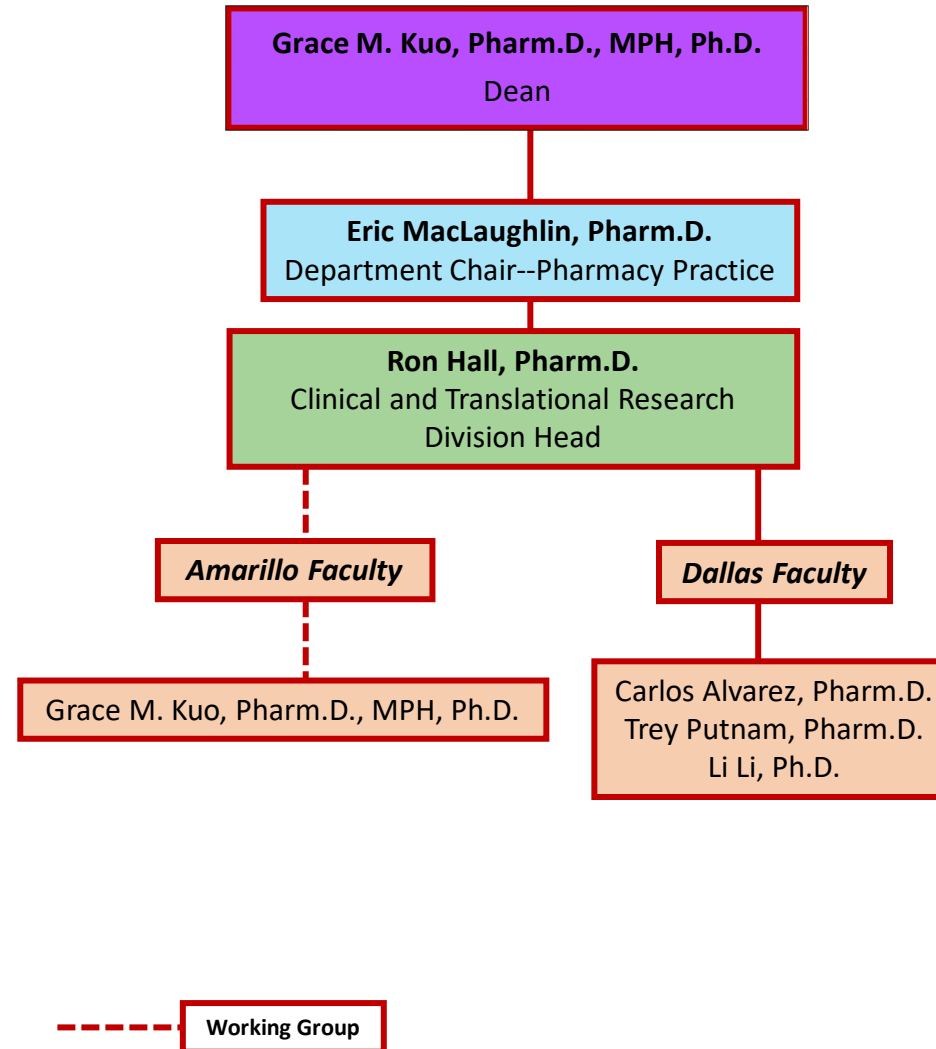 Grace M. Kuo, Pharm.D., MPH, Ph.D.
Dean
Eric MacLaughlin, Pharm.D.
Department Chair--Pharmacy Practice
Ron Hall, Pharm.D.
Clinical and Translational Research
Division Head
Amarillo Faculty
Dallas Faculty
Grace M. Kuo, Pharm.D., MPH, Ph.D.
Carlos Alvarez, Pharm.D.
Trey Putnam, Pharm.D.
Li Li, Ph.D.
Working Group